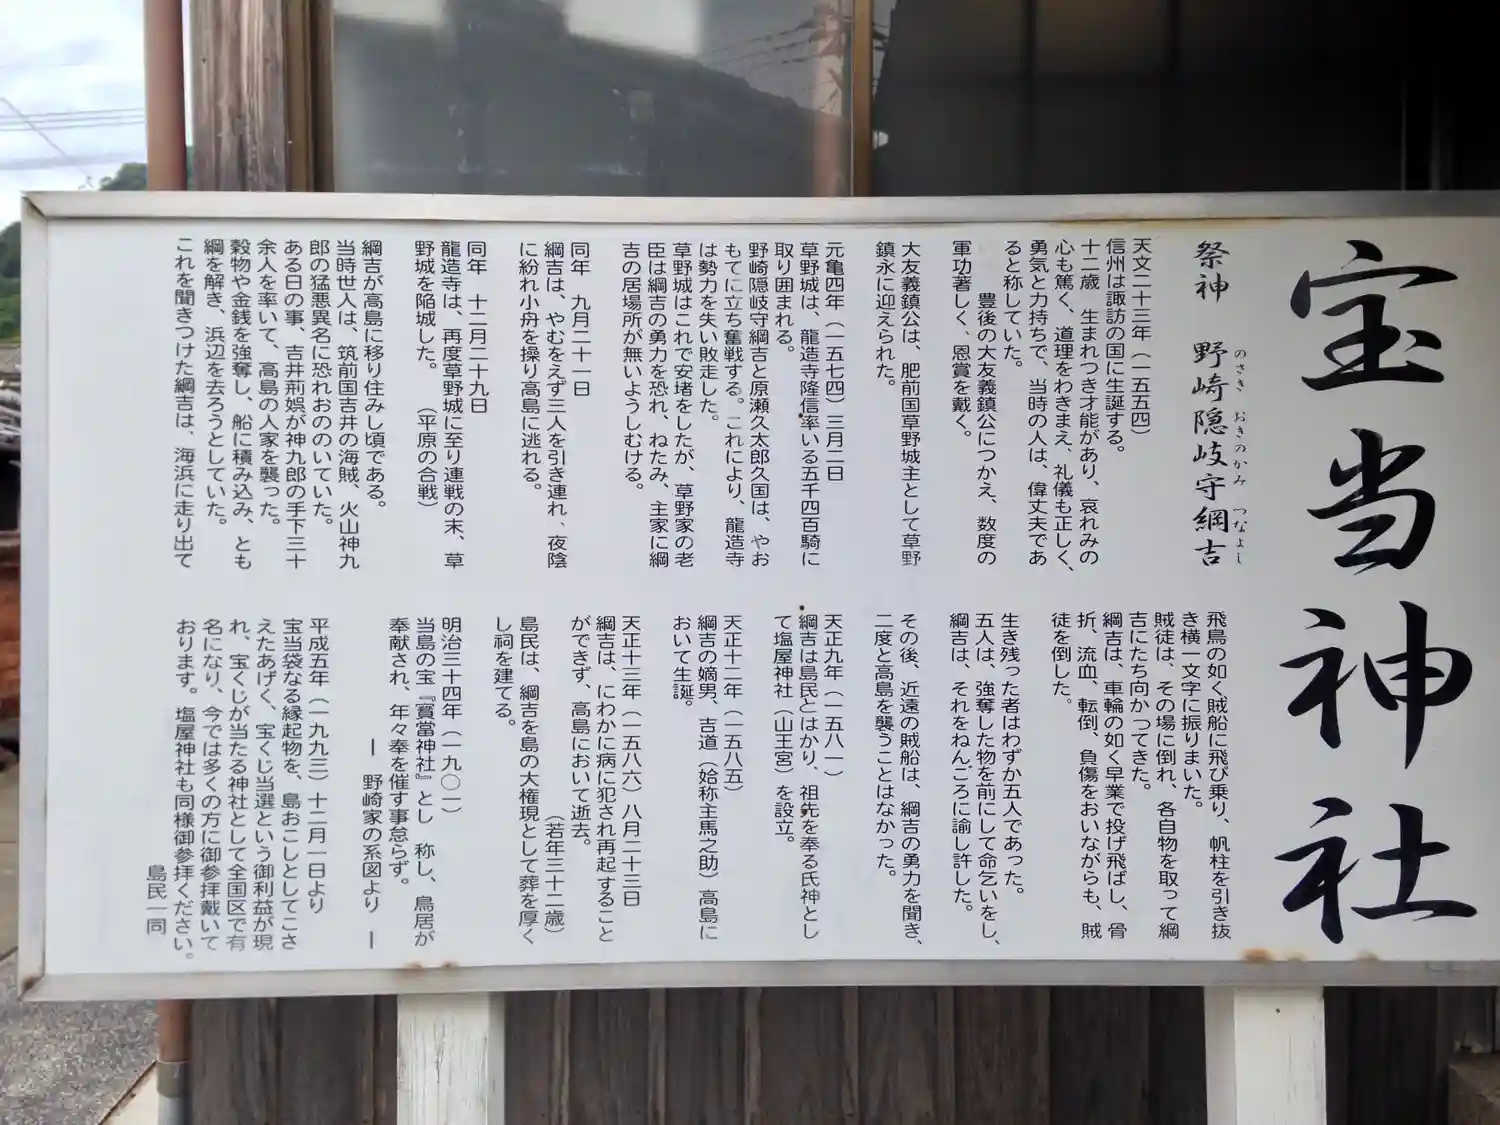 宝当神社
祭神　野崎隠岐守綱吉
のさき　おきのかみ　つなよし
天文二十三年（一五五四）
信州は諏訪の国に生誕する。
十二歳　生まれつき才能があり、哀れみの
心も篤く、道理をわきまえ、礼儀も正しく、
勇気と力持ちで、当時の人は、偉丈夫であ
ると称していた。
豊後の大友義鎮公につかえ、数度の
軍功著しく、恩賞を戴く。
大友義鎮公は、肥前国草野城主として草野
鎮永に迎えられた。
元亀四年（一五七四）三月二日
草野城は、龍造寺隆信率いる五千四百騎に
取り囲まれる。
野崎隠岐守綱吉と原瀬久太郎久国は、やお
もてに立ち奮戦する。これにより、龍造寺
は勢力を失い敗走した。
草野城はこれで安堵をしたが、草野家の老
臣は綱吉の勇力を恐れ、ねたみ、主家に綱
吉の居場所が無いようしむける。
同年　九月二十一日
綱吉は、やむをえず三人を引き連れ、夜陰
に紛れ小舟を操り高島に逃れる。
同年　十二月二十九日
龍造寺は、再度草野城に至り連戦の末、草
野城を陥城した。　（平原の合戦）
綱吉が高島に移り住みし頃である。
当時世人は、筑前国吉井の海賊、火山神九
郎の猛悪異名に恐れおののいていた。
ある日の事、吉井荊娯が神九郎の手下三十
余人を率いて、高島の人家を襲った。
穀物や金銭を強奪し、船に積み込み、とも
綱を解き、浜辺を去ろうとしていた。
これを聞きつけた綱吉は、海浜に走り出て
飛鳥の如く賊船に飛び乗り、帆柱を引き抜
き横一文字に振りまいた。
賊徒は、その場に倒れ、各自物を取って綱
吉にたち向かつてきた。
綱吉は、車輪の如く早業で投げ飛ばし、骨
折、流血、転倒、負傷をおいながらも、賊
徒を倒した。
生き残った者はわずか五人であった。
五人は、強奪した物を前にして命乞いをし、
綱吉は、それをねんごろに諭し許した。
その後、近遠の賊船は、綱吉の勇力を聞き、
二度と高島を襲うことはなかった。
天正九年（一五八一）
綱吉は島民とはかり、祖先を奉る氏神とし
て塩屋神社（山王宮）を設立。
天正十二年（一五八五）
綱吉の嫡男、吉道（始称主馬之助）高島に
おいて生誕。
天正十三年（一五八六）八月二十三日
綱吉は、にわかに病に犯され再起すること
ができず、高島において逝去。
（若年三十二歳）
島民は、綱吉を島の大権現として葬を厚く
し祠を建てる。
明治三十四年（一九〇一）
当島の宝『寳當神社』とし　称し、鳥居が
奉献され、年々奉を催す事怠らず。
ー　野崎家の系図より　ー
平成五年（一九九三）十二月一日より
宝当袋なる縁起物を、島おこしとしてこさ
えたあげく、宝くじ当選という御利益が現
れ、宝くじが当たる神社として全国区で有
名になり、今では多くの方に御参拝戴いて
おります。塩屋神社も同様御参拝ください。
島民一同